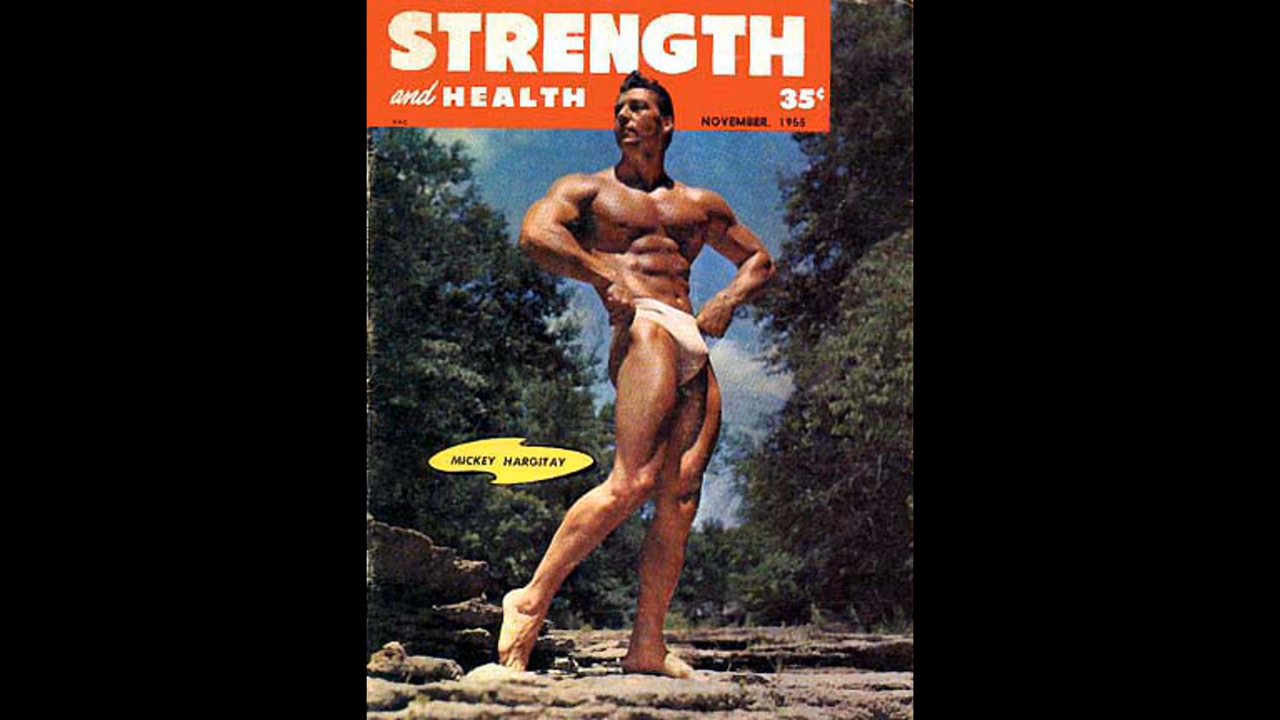 STRENGTH
and HEALTH
35¢
NOVEMBER, 1955
MICKEY HARGITAY